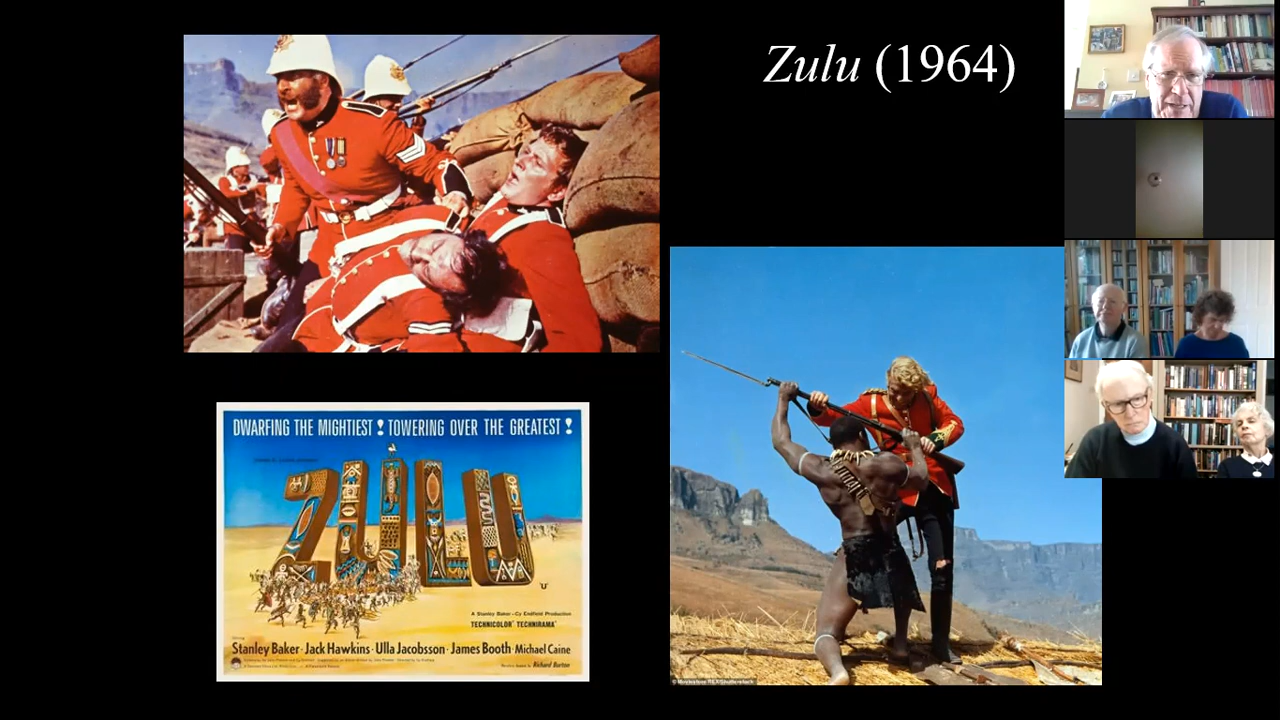 Zulu (1964)
DWARFING THE MIGHTIEST! TOWERING OVER THE GREATEST!
ZULU
'U'
A Stanley Baker - Cy Endfield Production
TECHNICOLOR® TECHNIRAMA®
Stanley Baker · Jack Hawkins · Ulla Jacobsson · James Booth · Michael Caine
Richard Burton